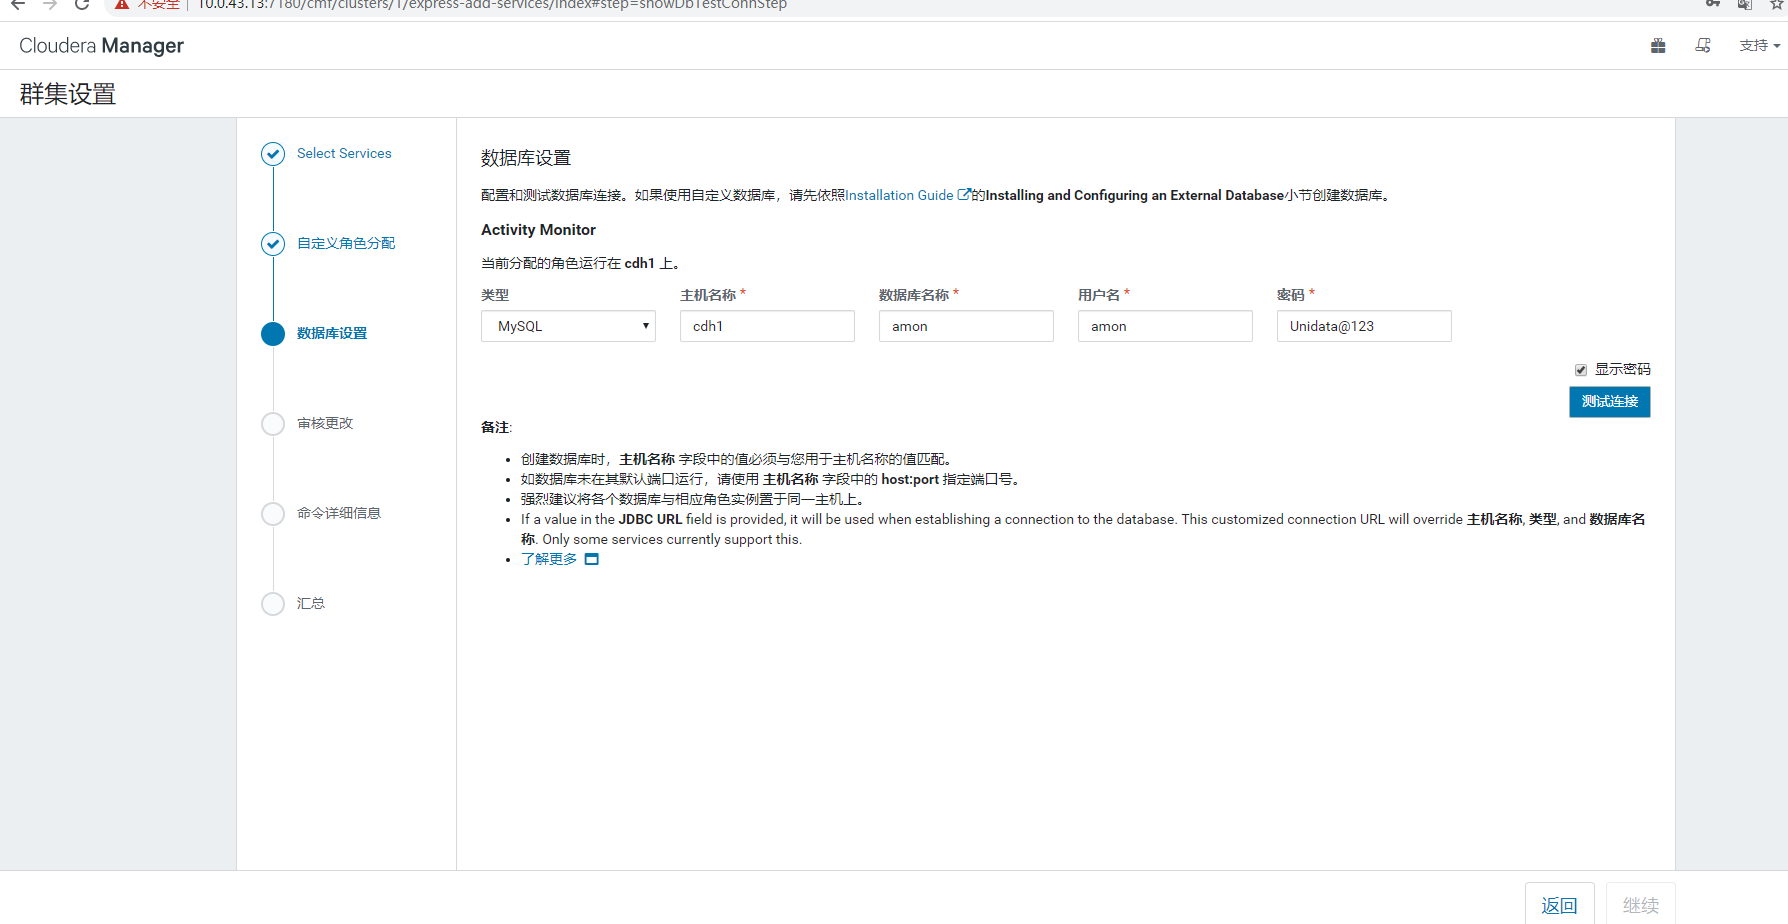 不安全 10.0.43.13:7180/cmf/clusters/1/express-add-services/index#step=showDbTestConnStep
Cloudera Manager
支持
群集设置
Select Services
自定义角色分配
数据库设置
审核更改
命令详细信息
汇总
数据库设置
配置和测试数据库连接。如果使用自定义数据库，请先依照Installation Guide 的Installing and Configuring an External Database小节创建数据库。
Activity Monitor
当前分配的角色运行在 cdh1 上。
类型 主机名称 * 数据库名称 * 用户名 * 密码 *
MySQL cdh1 amon amon Unidata@123
显示密码
测试连接
备注:
• 创建数据库时，主机名称 字段中的值必须与您用于主机名称的值匹配。
• 如数据库未在其默认端口运行，请使用 主机名称 字段中的 host:port 指定端口号。
• 强烈建议将各个数据库与相应角色实例置于同一主机上。
• If a value in the JDBC URL field is provided, it will be used when establishing a connection to the database. This customized connection URL will override 主机名称, 类型, and 数据库名
称. Only some services currently support this.
• 了解更多
返回 继续